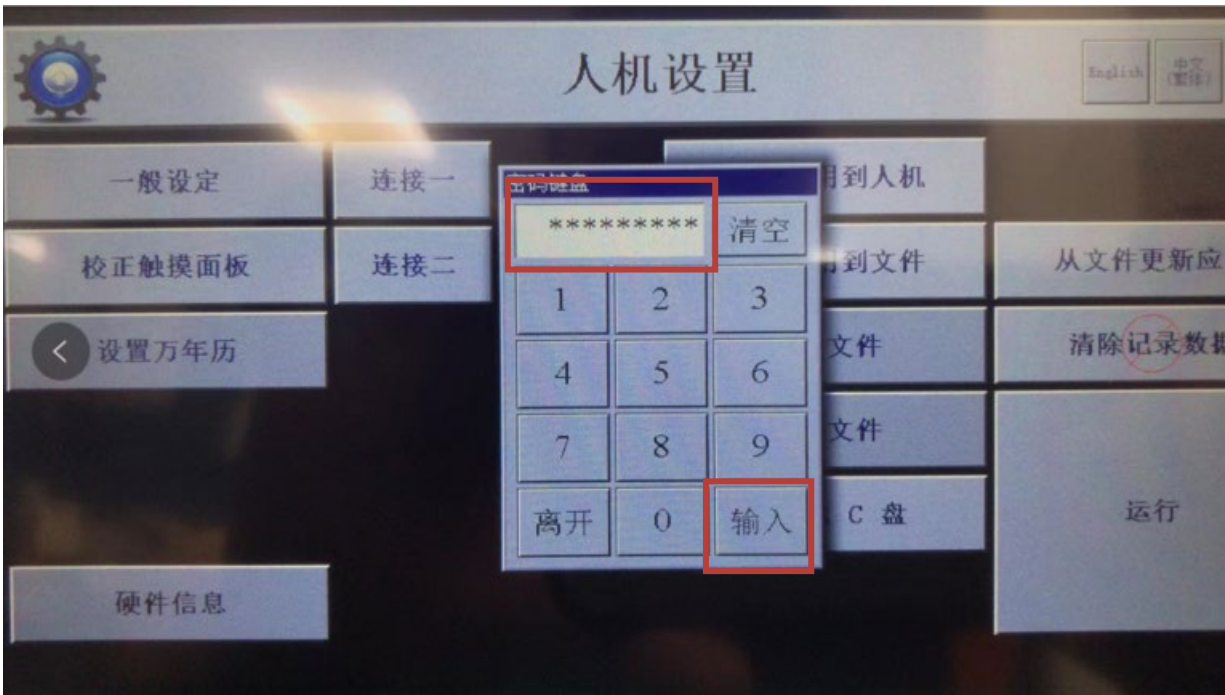 人机设置
English
中文
(繁体)
一般设定
连接一
密码键盘
用到人机
*********
清空
校正触摸面板
连接二
用到文件
从文件更新应
1
2
3
设置万年历
文件
清除记录数据
4
5
6
文件
7
8
9
离开
0
输入
C 盘
运行
硬件信息